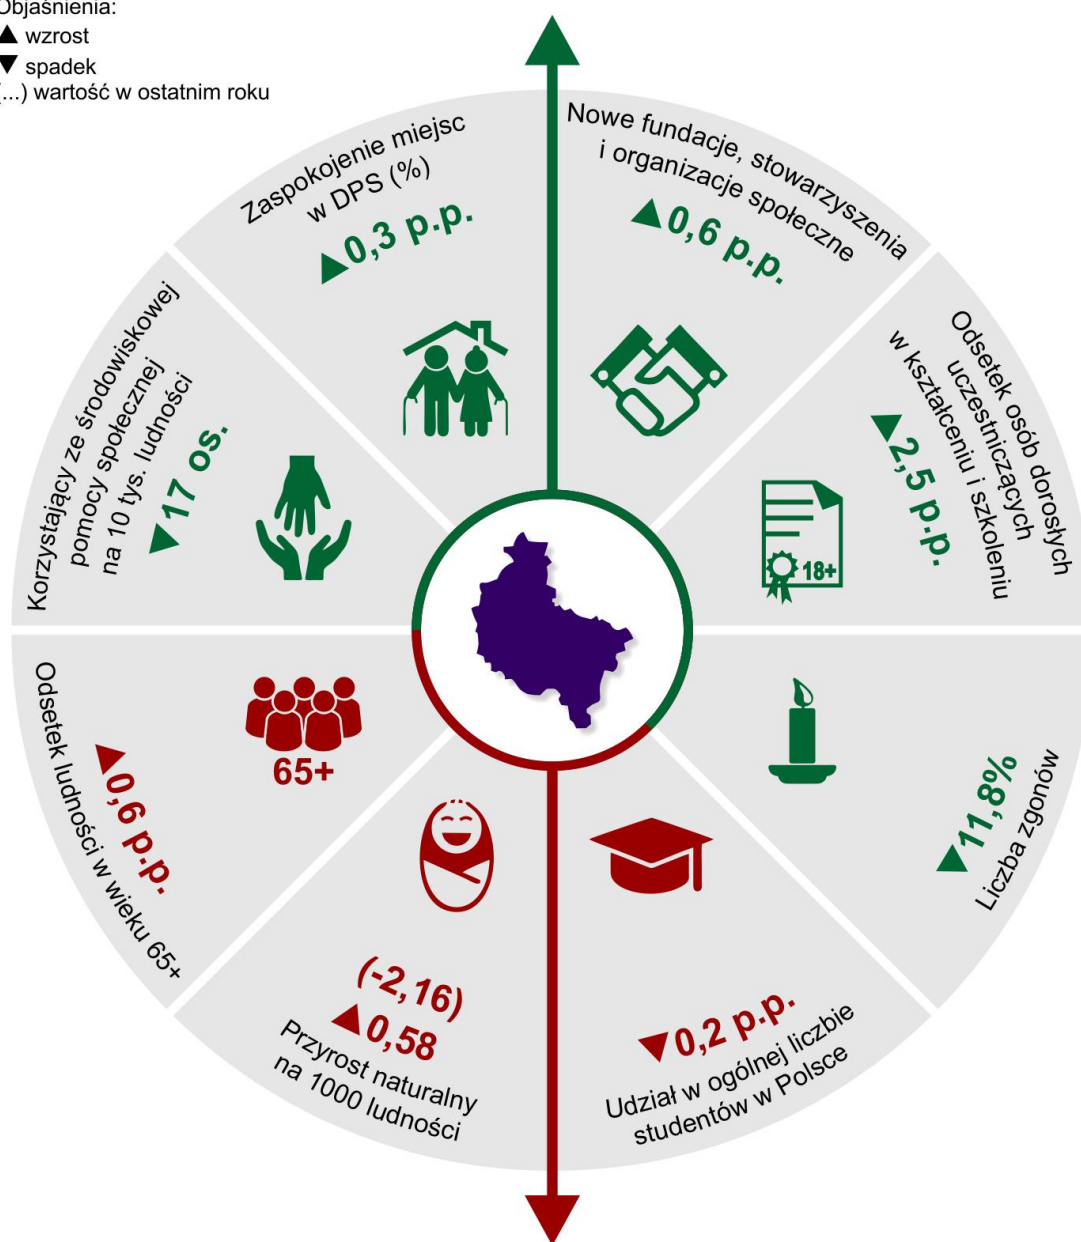 Objaśnienia:
▲ wzrost
▼ spadek
(...) wartość w ostatnim roku
Zaspokojenie miejsc
w DPS (%)
▲0,3 p.p.
Nowe fundacje, stowarzyszenia
i organizacje społeczne
▲0,6 p.p.
Odsetek osób dorosłych
uczestniczących
w kształceniu i szkoleniu
▲2,5 p.p.
18+
Korzystający ze środowiskowej
pomocy społecznej
na 10 tys. ludności
▼17 os.
Odsetek ludności w wieku 65+
▲0,6 p.p.
65+
▼11,8%
Liczba zgonów
(-2,16)
▲0,58
Przyrost naturalny
na 1000 ludności
▼0,2 p.p.
Udział w ogólnej liczbie
studentów w Polsce